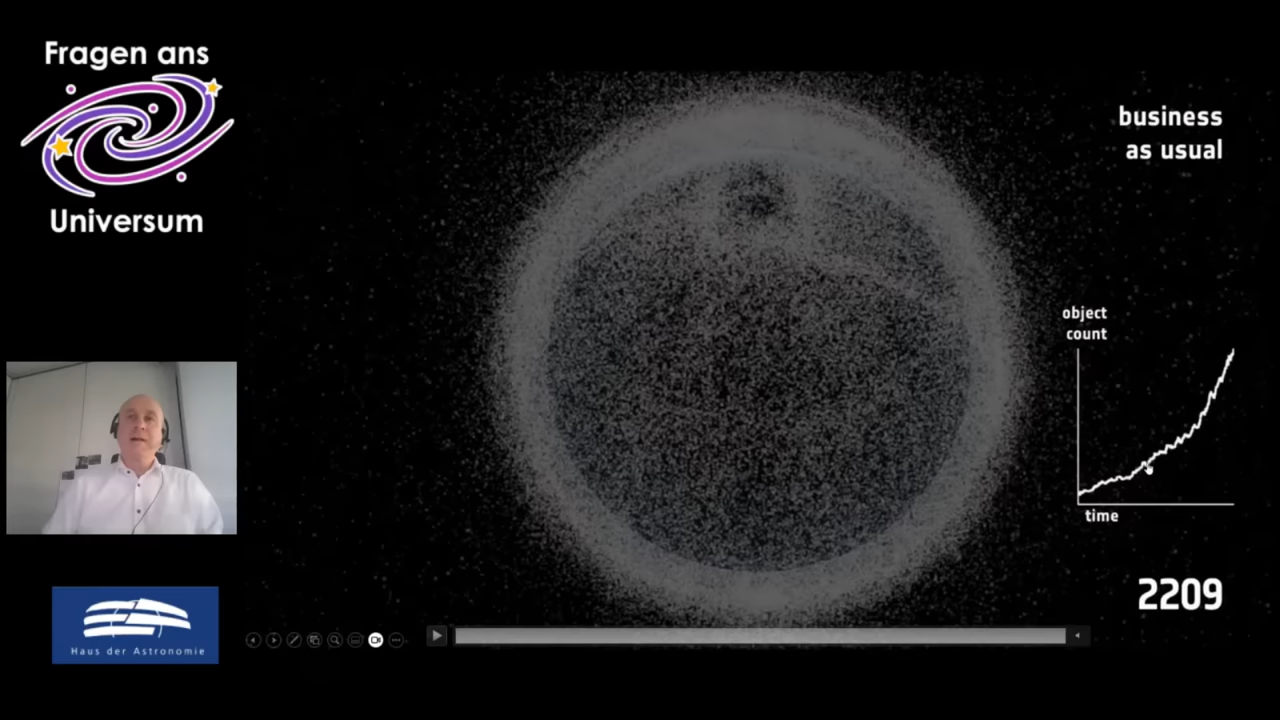 Fragen ans
Universum
business
as usual
object
count
time
2209
Haus der Astronomie